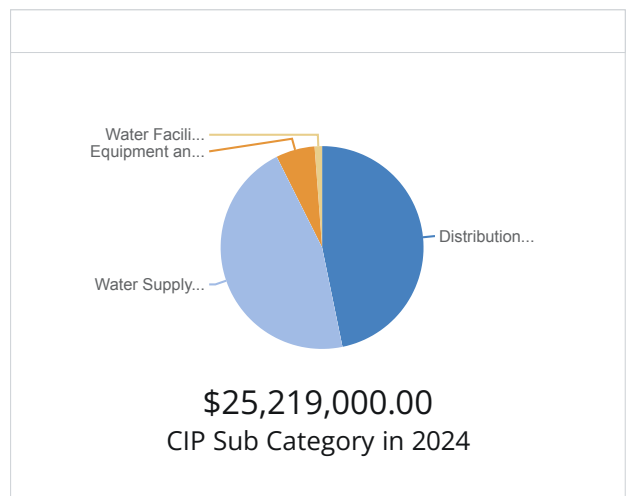 Water Facili...
Equipment an...
Distribution...
Water Supply...
$25,219,000.00
CIP Sub Category in 2024